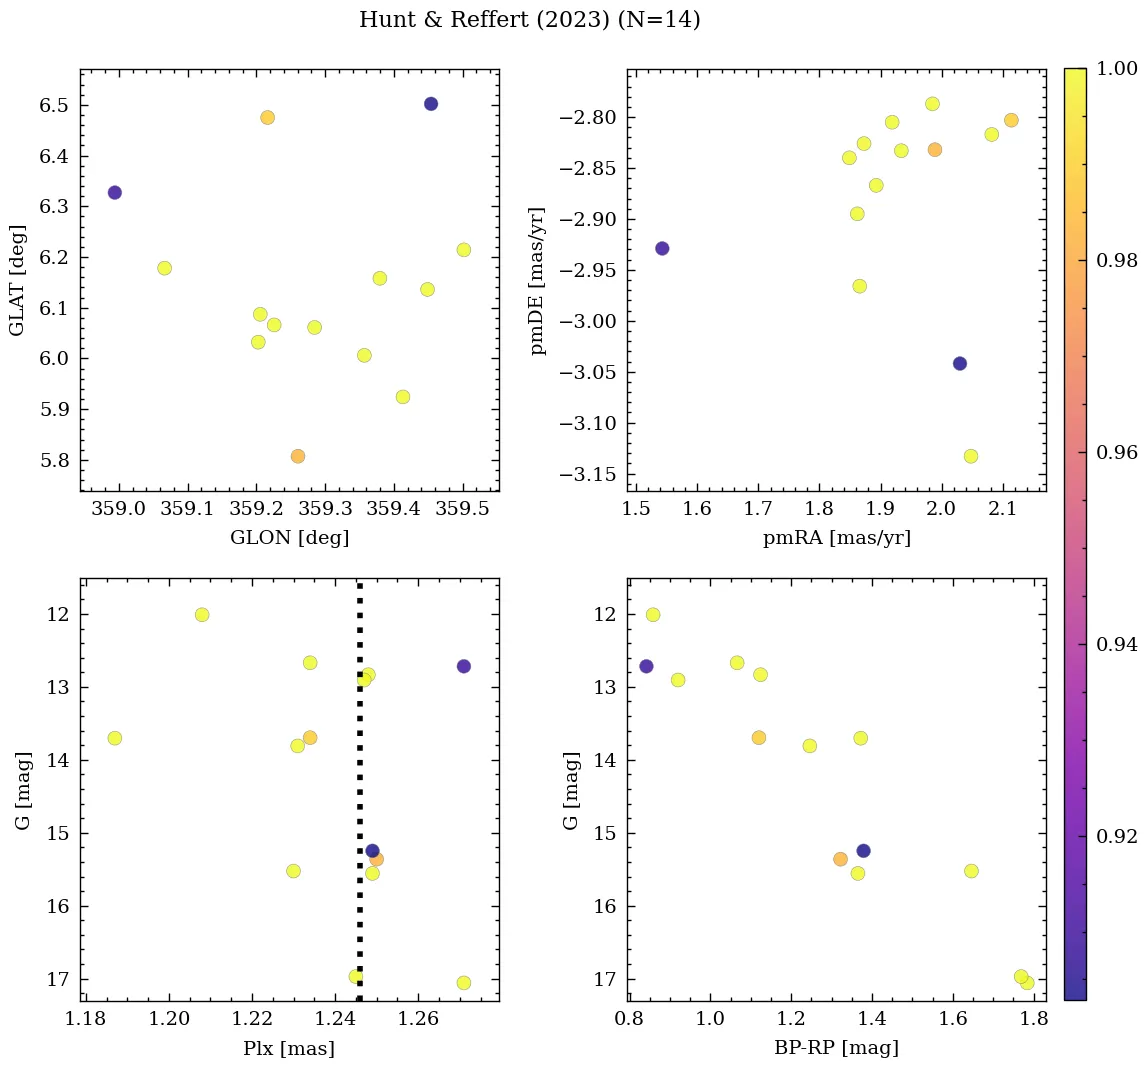 Hunt & Reffert (2023) (N=14)
6.5
6.4
6.3
6.2
6.1
6.0
5.9
5.8
GLAT [deg]
359.0 359.1 359.2 359.3 359.4 359.5
GLON [deg]
−2.80
−2.85
−2.90
−2.95
−3.00
−3.05
−3.10
−3.15
pmDE [mas/yr]
1.5 1.6 1.7 1.8 1.9 2.0 2.1
pmRA [mas/yr]
12
13
14
15
16
17
G [mag]
1.18 1.20 1.22 1.24 1.26
Plx [mas]
12
13
14
15
16
17
G [mag]
0.8 1.0 1.2 1.4 1.6 1.8
BP-RP [mag]
1.00
0.98
0.96
0.94
0.92